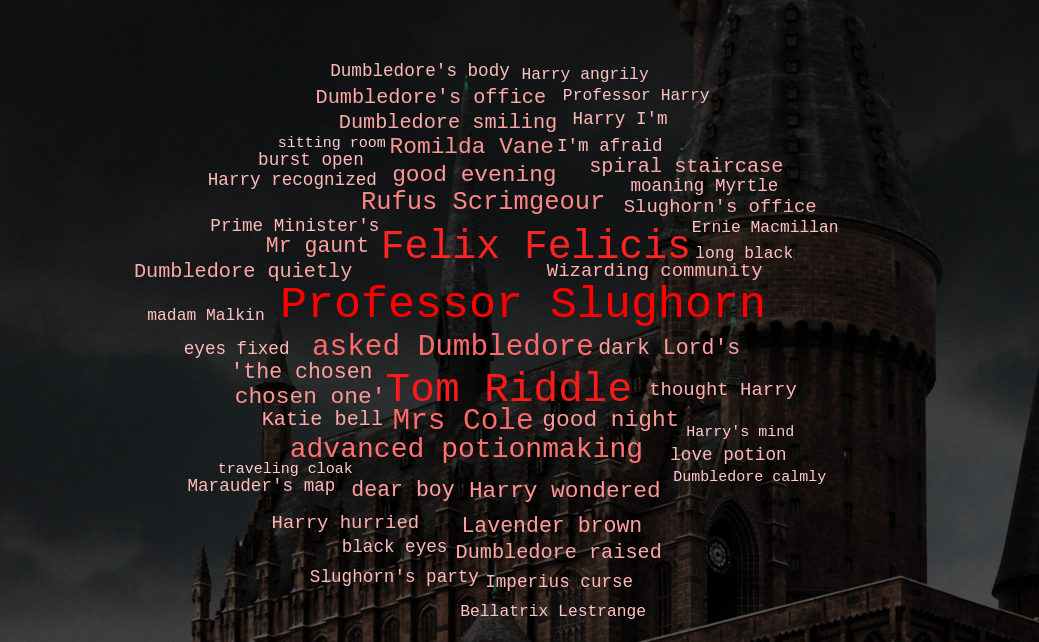 Dumbledore's body
Harry angrily
Dumbledore's office
Professor Harry
Dumbledore smiling
Harry I'm
sitting room
Romilda Vane
I'm afraid
burst open
spiral staircase
Harry recognized
good evening
moaning Myrtle
Rufus Scrimgeour
Slughorn's office
Prime Minister's
Ernie Macmillan
Mr gaunt
Felix Felicis
long black
Dumbledore quietly
Wizarding community
madam Malkin
Professor Slughorn
eyes fixed
asked Dumbledore
dark Lord's
'the chosen
chosen one'
Tom Riddle
thought Harry
Katie bell
Mrs Cole
good night
Harry's mind
advanced potionmaking
love potion
traveling cloak
Dumbledore calmly
Marauder's map
dear boy
Harry wondered
Harry hurried
Lavender brown
black eyes
Dumbledore raised
Slughorn's party
Imperius curse
Bellatrix Lestrange